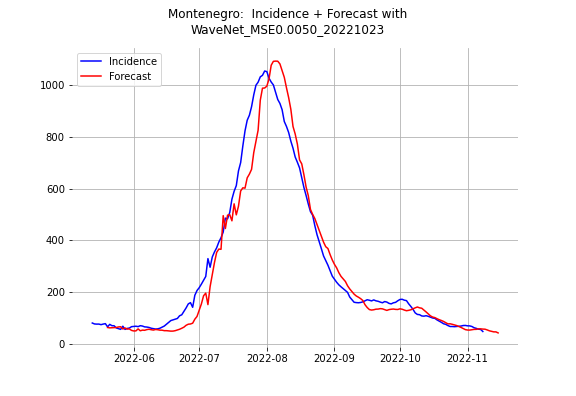 Montenegro:  Incidence + Forecast with
WaveNet_MSE0.0050_20221023
Incidence
Forecast
1000
800
600
400
200
0
2022-06 2022-07 2022-08 2022-09 2022-10 2022-11